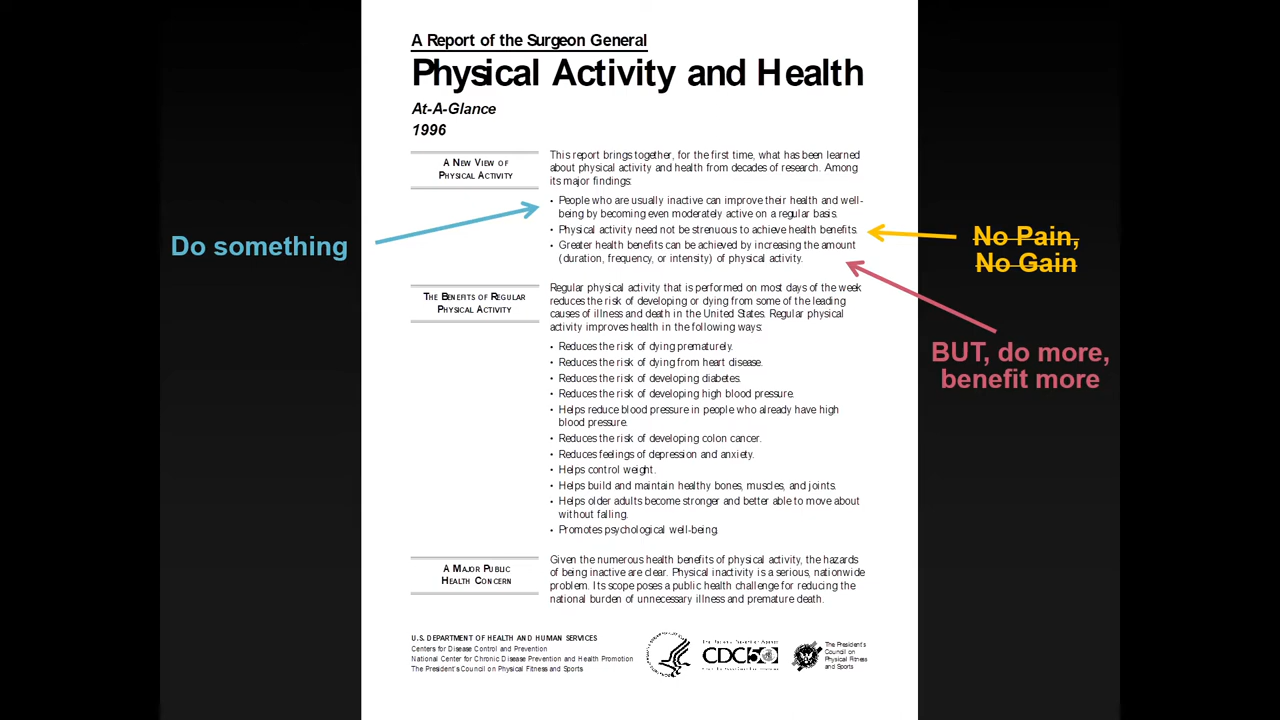 A Report of the Surgeon General
Physical Activity and Health
At-A-Glance
1996
A NEW VIEW OF
PHYSICAL ACTIVITY
This report brings together, for the first time, what has been learned
about physical activity and health from decades of research. Among
its major findings:
• People who are usually inactive can improve their health and well-
being by becoming even moderately active on a regular basis.
• Physical activity need not be strenuous to achieve health benefits.
• Greater health benefits can be achieved by increasing the amount
(duration, frequency, or intensity) of physical activity.
Do something
No Pain,
No Gain
BUT, do more,
benefit more
THE BENEFITS OF REGULAR
PHYSICAL ACTIVITY
Regular physical activity that is performed on most days of the week
reduces the risk of developing or dying from some of the leading
causes of illness and death in the United States. Regular physical
activity improves health in the following ways:
• Reduces the risk of dying prematurely.
• Reduces the risk of dying from heart disease.
• Reduces the risk of developing diabetes.
• Reduces the risk of developing high blood pressure.
• Helps reduce blood pressure in people who already have high
blood pressure.
• Reduces the risk of developing colon cancer.
• Reduces feelings of depression and anxiety.
• Helps control weight.
• Helps build and maintain healthy bones, muscles, and joints.
• Helps older adults become stronger and better able to move about
without falling.
• Promotes psychological well-being.
A MAJOR PUBLIC
HEALTH CONCERN
Given the numerous health benefits of physical activity, the hazards
of being inactive are clear. Physical inactivity is a serious, nationwide
problem. Its scope poses a public health challenge for reducing the
national burden of unnecessary illness and premature death.
U.S. DEPARTMENT OF HEALTH AND HUMAN SERVICES
Centers for Disease Control and Prevention
National Center for Chronic Disease Prevention and Health Promotion
The President's Council on Physical Fitness and Sports
CDC50
The President's
Council on
Physical Fitness
and Sports